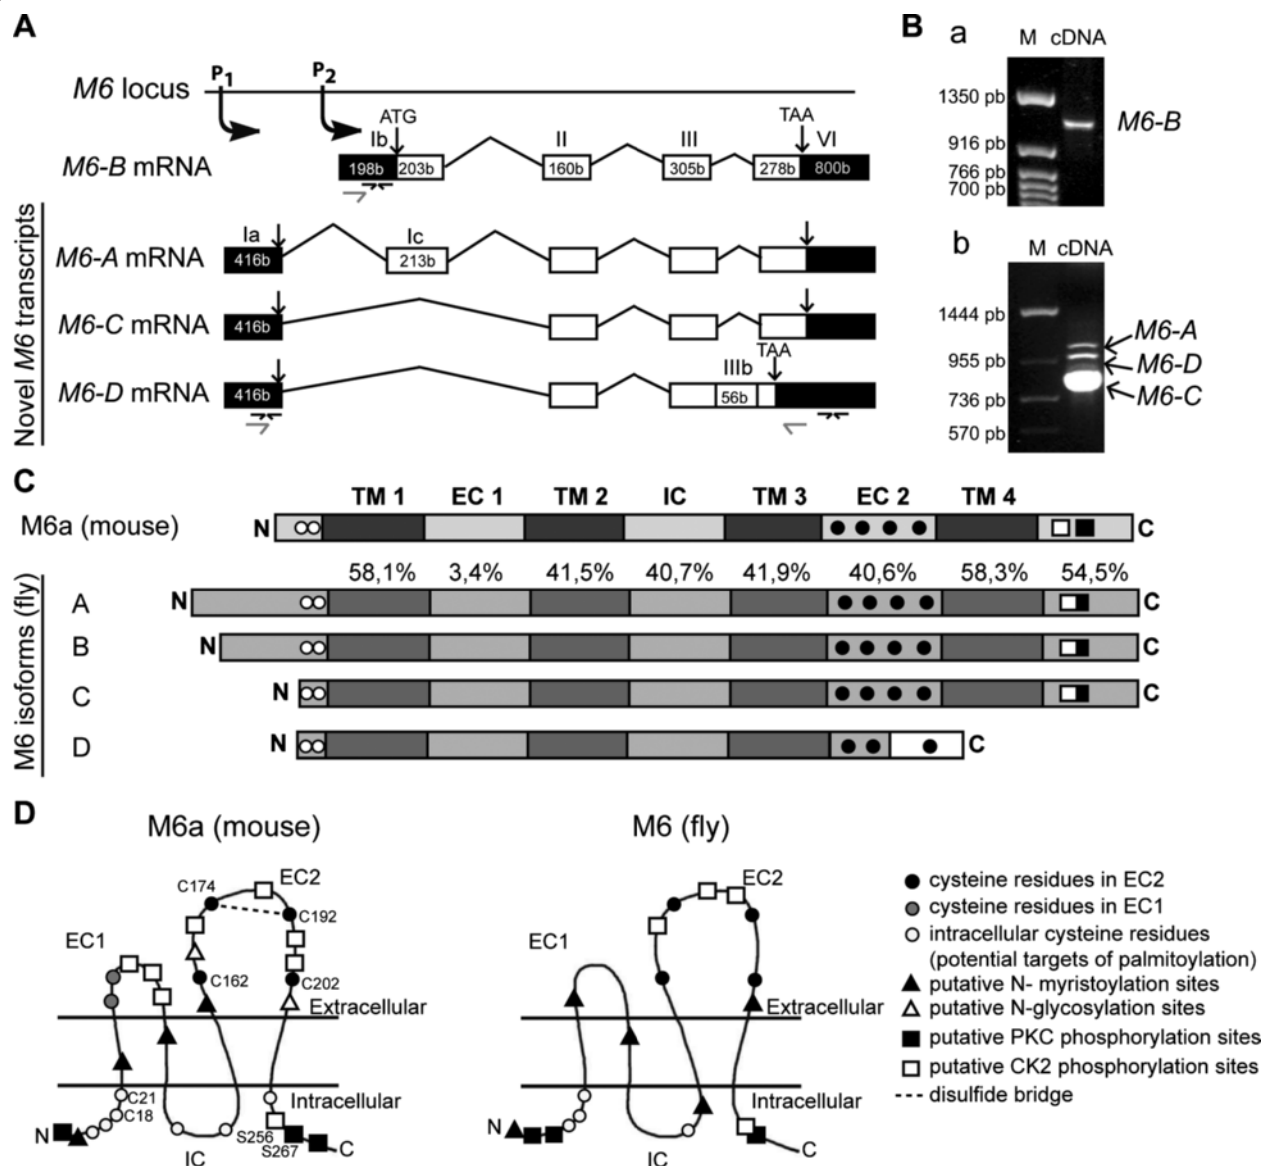 A
M6 locus
P1
P2
Ib
ATG
II
III
TAA
VI
M6-B mRNA
198b
203b
160b
305b
278b
800b
Novel M6 transcripts
Ia
Ic
M6-A mRNA
416b
213b
M6-C mRNA
416b
TAA
IIIb
M6-D mRNA
416b
56b
B
a
M cDNA
1350 pb
916 pb
766 pb
700 pb
M6-B
b
M cDNA
1444 pb
955 pb
736 pb
570 pb
M6-A
M6-D
M6-C
C
TM 1 EC 1 TM 2 IC TM 3 EC 2 TM 4
M6a (mouse) N C
58,1% 3,4% 41,5% 40,7% 41,9% 40,6% 58,3% 54,5%
M6 isoforms (fly)
A N C
B N C
C N C
D N C
D
M6a (mouse)
EC1
C174
EC2
C192
C162
C202
Extracellular
Intracellular
C21
C18
N
S256
S267
IC
C
M6 (fly)
EC1
EC2
Extracellular
Intracellular
N
IC
C
cysteine residues in EC2
cysteine residues in EC1
intracellular cysteine residues
(potential targets of palmitoylation)
putative N- myristoylation sites
putative N-glycosylation sites
putative PKC phosphorylation sites
putative CK2 phosphorylation sites
disulfide bridge